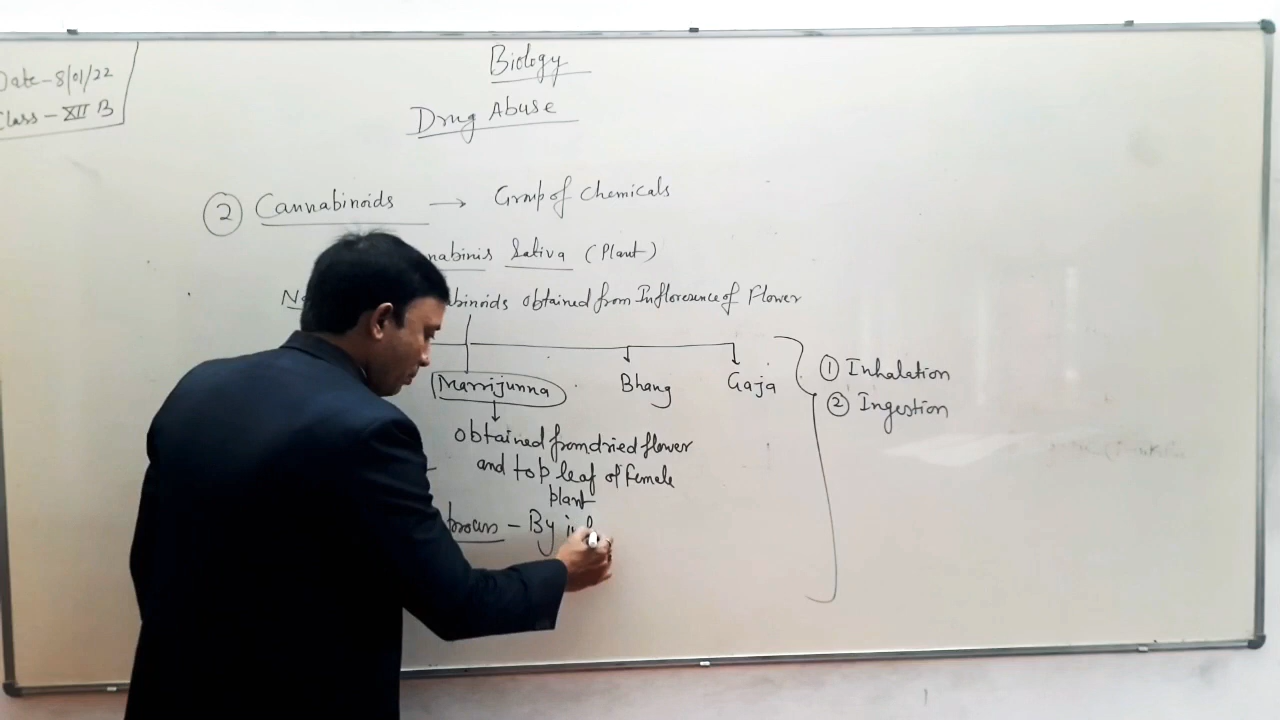 Date-8/01/22
Class - XII B
Biology
Drug Abuse
② Cannabinoids → Group of Chemicals
nabinis Sativa (Plant)
binoids obtained from Infloresence of Flower
Marrijunna Bhang Gaja
① Inhalation
② Ingestion
obtained from dried flower
and top leaf of female
plant
- By